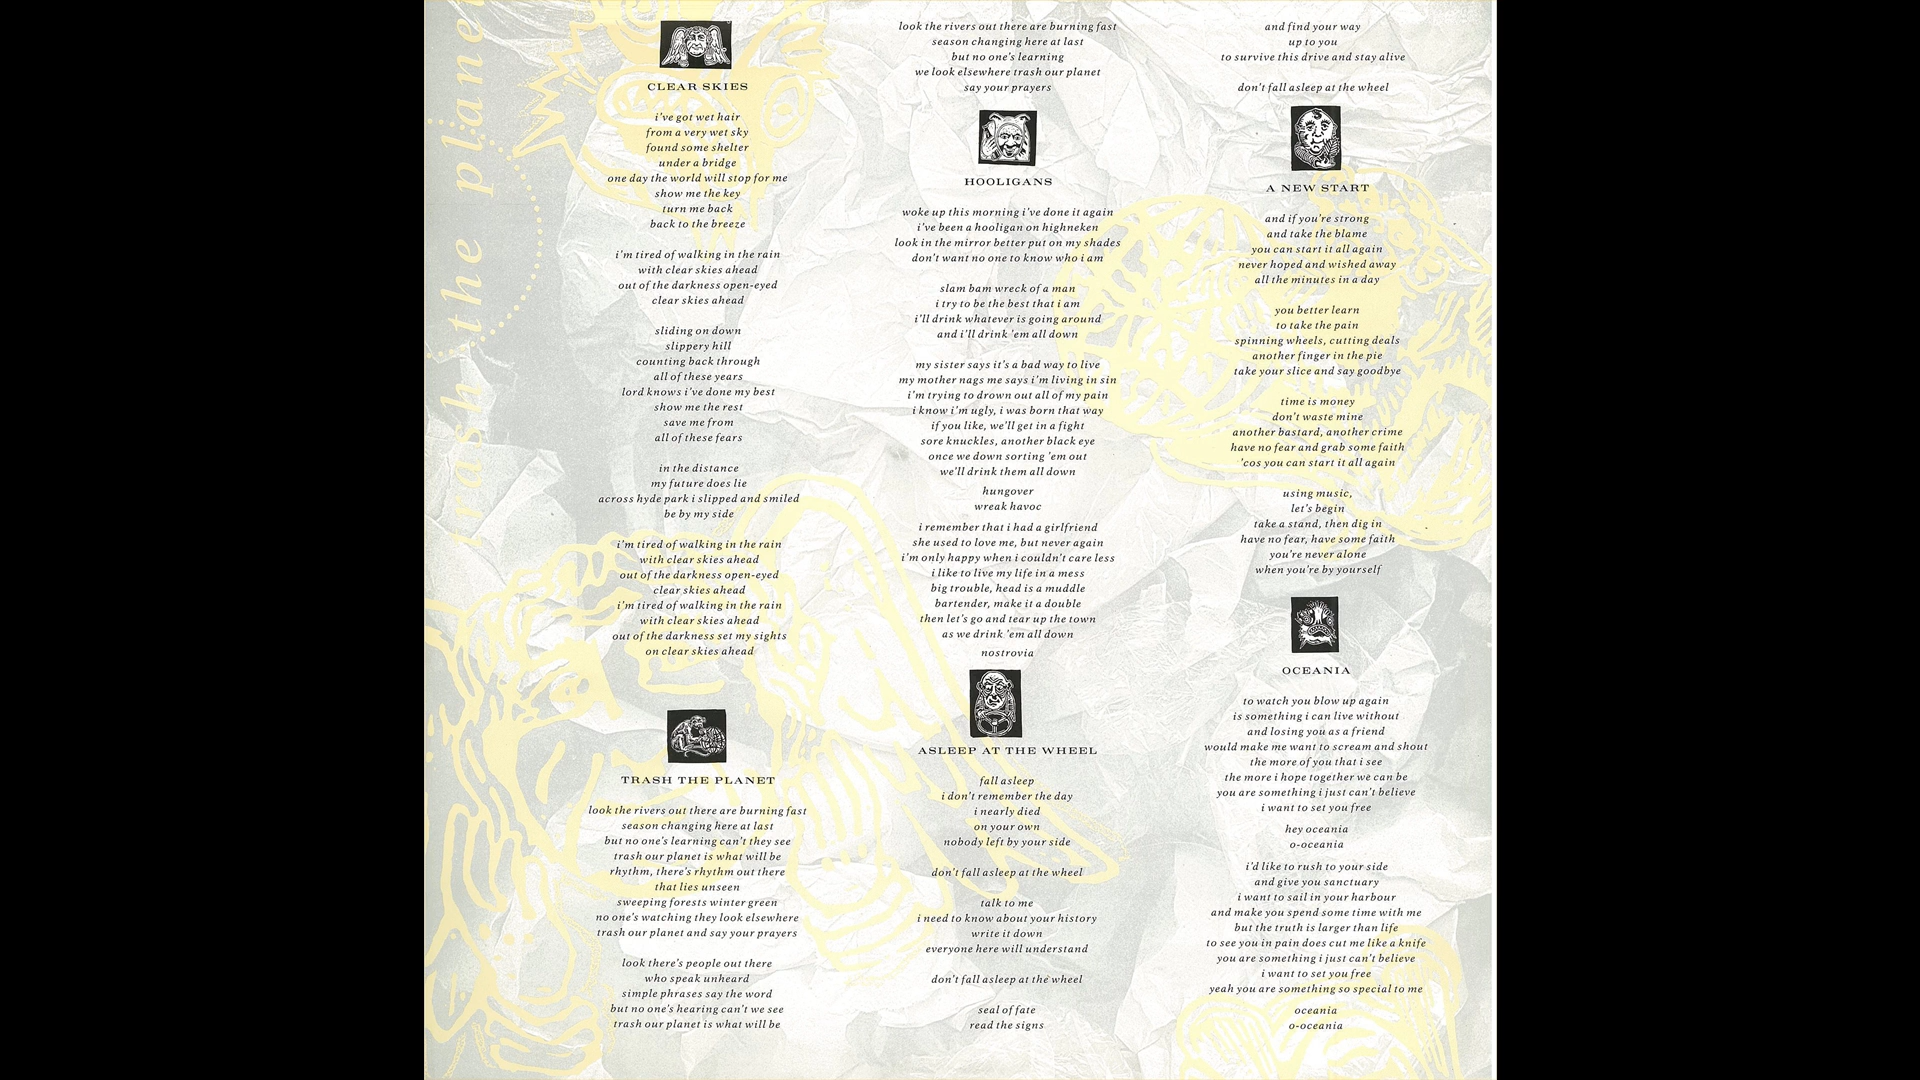 trash the planet
CLEAR SKIES
i've got wet hair
from a very wet sky
found some shelter
under a bridge
one day the world will stop for me
show me the key
turn me back
back to the breeze
i'm tired of walking in the rain
with clear skies ahead
out of the darkness open-eyed
clear skies ahead
sliding on down
slippery hill
counting back through
all of these years
lord knows i've done my best
show me the rest
save me from
all of these fears
in the distance
my future does lie
across hyde park i slipped and smiled
be by my side
i'm tired of walking in the rain
with clear skies ahead
out of the darkness open-eyed
clear skies ahead
i'm tired of walking in the rain
with clear skies ahead
out of the darkness set my sights
on clear skies ahead
TRASH THE PLANET
look the rivers out there are burning fast
season changing here at last
but no one's learning can't they see
trash our planet is what will be
rhythm, there's rhythm out there
that lies unseen
sweeping forests winter green
no one's watching they look elsewhere
trash our planet and say your prayers
look there's people out there
who speak unheard
simple phrases say the word
but no one's hearing can't we see
trash our planet is what will be
look the rivers out there are burning fast
season changing here at last
but no one's learning
we look elsewhere trash our planet
say your prayers
HOOLIGANS
woke up this morning i've done it again
i've been a hooligan on highneken
look in the mirror better put on my shades
don't want no one to know who i am
slam bam wreck of a man
i try to be the best that i am
i'll drink whatever is going around
and i'll drink 'em all down
my sister says it's a bad way to live
my mother nags me says i'm living in sin
i'm trying to drown out all of my pain
i know i'm ugly, i was born that way
if you like, we'll get in a fight
sore knuckles, another black eye
once we down sorting 'em out
we'll drink them all down
hungover
wreak havoc
i remember that i had a girlfriend
she used to love me, but never again
i'm only happy when i couldn't care less
i like to live my life in a mess
big trouble, head is a muddle
bartender, make it a double
then let's go and tear up the town
as we drink 'em all down
nostrovia
ASLEEP AT THE WHEEL
fall asleep
i don't remember the day
i nearly died
on your own
nobody left by your side
don't fall asleep at the wheel
talk to me
i need to know about your history
write it down
everyone here will understand
don't fall asleep at the wheel
seal of fate
read the signs
and find your way
up to you
to survive this drive and stay alive
don't fall asleep at the wheel
A NEW START
and if you're strong
and take the blame
you can start it all again
never hoped and wished away
all the minutes in a day
you better learn
to take the pain
spinning wheels, cutting deals
another finger in the pie
take your slice and say goodbye
time is money
don't waste mine
another bastard, another crime
have no fear and grab some faith
'cos you can start it all again
using music,
let's begin
take a stand, then dig in
have no fear, have some faith
you're never alone
when you're by yourself
OCEANIA
to watch you blow up again
is something i can live without
and losing you as a friend
would make me want to scream and shout
the more of you that i see
the more i hope together we can be
you are something i just can't believe
i want to set you free
hey oceania
o-oceania
i'd like to rush to your side
and give you sanctuary
i want to sail in your harbour
and make you spend some time with me
but the truth is larger than life
to see you in pain does cut me like a knife
you are something i just can't believe
i want to set you free
yeah you are something so special to me
oceania
o-oceania